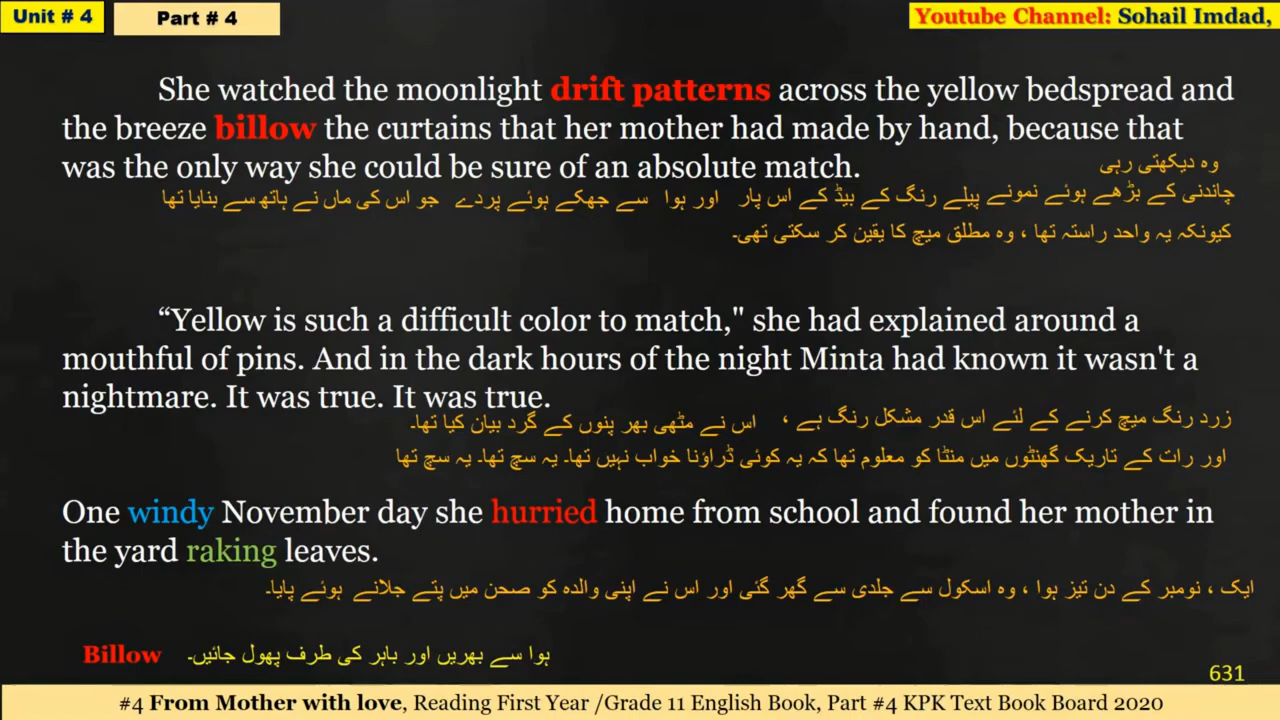 Unit # 4
Part # 4
Youtube Channel: Sohail Imdad,
She watched the moonlight drift patterns across the yellow bedspread and
the breeze billow the curtains that her mother had made by hand, because that
was the only way she could be sure of an absolute match.
وہ دیکھتی رہی
چاندنی کے بڑھے ہوئے نمونے پیلے رنگ کے بیڈ کے اس پار اور ہوا سے جھکے ہوئے پردے جو اس کی ماں نے ہاتھ سے بنایا تھا
کیونکہ یہ واحد راستہ تھا ، وہ مطلق میچ کا یقین کر سکتی تھی۔
“Yellow is such a difficult color to match," she had explained around a
mouthful of pins. And in the dark hours of the night Minta had known it wasn't a
nightmare. It was true. It was true.
زرد رنگ میچ کرنے کے لئے اس قدر مشکل رنگ ہے ، اس نے مٹھی بھر پنوں کے گرد بیان کیا تھا۔
اور رات کے تاریک گھنٹوں میں منٹا کو معلوم تھا کہ یہ کوئی ڈراؤنا خواب نہیں تھا۔ یہ سچ تھا۔ یہ سچ تھا
One windy November day she hurried home from school and found her mother in
the yard raking leaves.
ایک ، نومبر کے دن تیز ہوا ، وہ اسکول سے جلدی سے گھر گئی اور اس نے اپنی والدہ کو صحن میں پتے جلانے ہوئے پایا۔
Billow ہوا سے بھریں اور باہر کی طرف پھول جائیں۔
631
#4 From Mother with love, Reading First Year /Grade 11 English Book, Part #4 KPK Text Book Board 2020